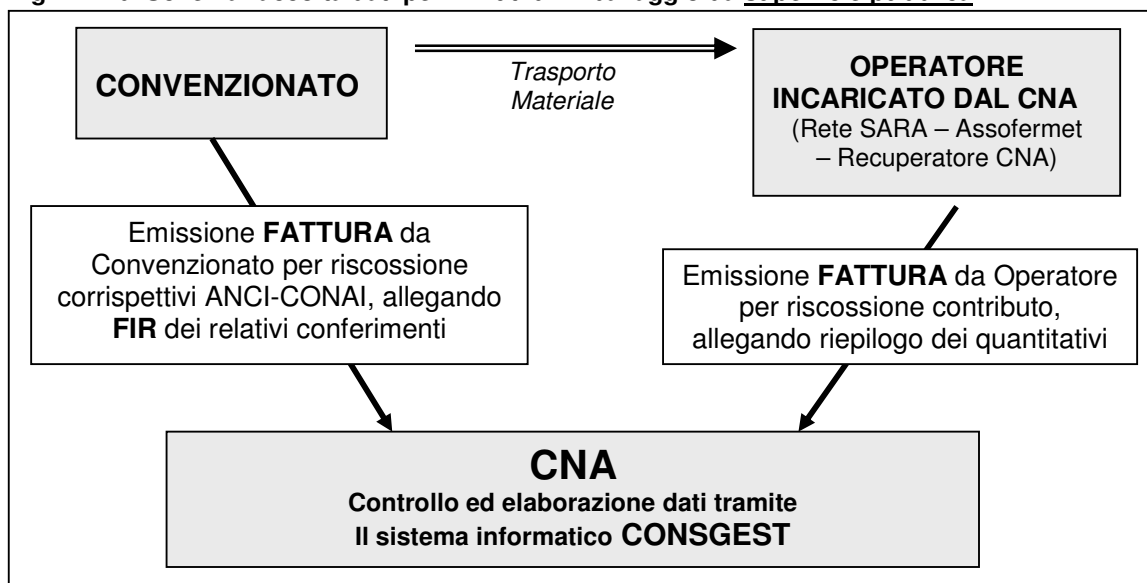 CONVENZIONATO
Trasporto
Materiale
OPERATORE
INCARICATO DAL CNA
(Rete SARA – Assofermet
– Recuperatore CNA)
Emissione FATTURA da
Convenzionato per riscossione
corrispettivi ANCI-CONAI, allegando
FIR dei relativi conferimenti
Emissione FATTURA da Operatore
per riscossione contributo,
allegando riepilogo dei quantitativi
CNA
Controllo ed elaborazione dati tramite
Il sistema informatico CONSGEST